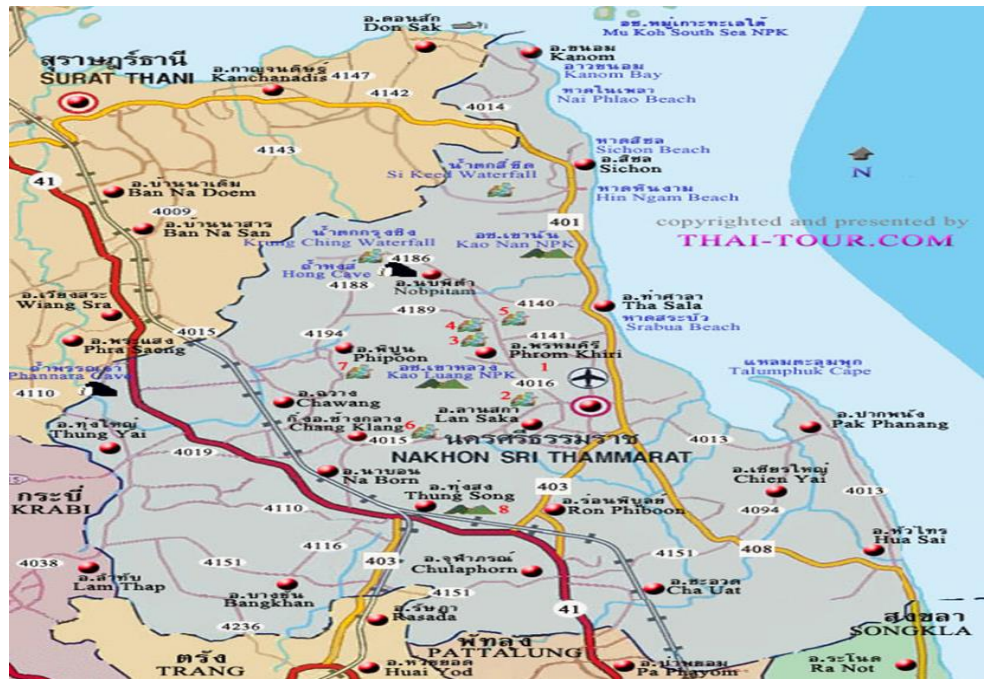 อ.ดอนสัก
Don Sak
อช.หมู่เกาะทะเลใต้
Mu Koh South Sea NPK
สุราษฎร์ธานี
SURAT THANI
อ.กาญจนดิษฐ์
Kanchanadis
4147
4142
อ.ขนอม
Kanom
อ่าวขนอม
Kanom Bay
หาดในเพลา
Nai Phlao Beach
4014
4143
41
หาดสิชล
Sichon Beach
อ.สิชล
Sichon
น้ำตกสี่ขีด
Si Keed Waterfall
หาดหินงาม
Hin Ngam Beach
N
อ.บ้านนาเดิม
Ban Na Doem
4009
อ.บ้านนาสาร
Ban Na San
401
copyrighted and presented by
THAI-TOUR.COM
น้ำตกกรุงชิง
Krung Ching Waterfall
อช.เขานัน
Kao Nan NPK
4186
ถ้ำหงส์
Hong Cave
อ.นบพิตำ
Nobpitam
4188
อ.เวียงสระ
Wiang Sra
4189
4140
5
อ.ท่าศาลา
Tha Sala
หาดสระบัว
Srabua Beach
4015
4194
4
3
4141
อ.พระแสง
Phra Saeng
อ.พิปูน
Phipoon
อ.พรหมคีรี
Phrom Khiri
1
7
อช.เขาหลวง
Kao Luang NPK
4016
แหลมตะลุมพุก
Talumphuk Cape
ถ้ำพรรณรา
Phannara Cave
4110
อ.ฉวาง
Chawang
2
อ.ลานสกา
Lan Saka
อ.ปากพนัง
Pak Phanang
กิ่งอ.ช้างกลาง
Chang Klang
4015
6
อ.ทุ่งใหญ่
Thung Yai
4019
นครศรีธรรมราช
NAKHON SRI THAMMARAT
4013
อ.นาบอน
Na Born
อ.เชียรใหญ่
Chien Yai
4013
กระบี่
KRABI
4110
อ.ทุ่งสง
Thung Song
8
403
อ.ร่อนพิบูลย์
Ron Phiboon
4094
อ.หัวไทร
Hua Sai
4116
403
408
4151
4038
อ.ลำทับ
Lam Thap
อ.จุฬาภรณ์
Chulaphorn
อ.ชะอวด
Cha Uat
อ.บางขัน
Bangkhan
4151
41
4236
อ.รัษฎา
Rasada
สงขลา
SONGKLA
ตรัง
TRANG
อ.ห้วยยอด
Huai Yod
พัทลุง
PATTALUNG
อ.ป่าพยอม
Pa Phayom
อ.ระโนด
Ra Not